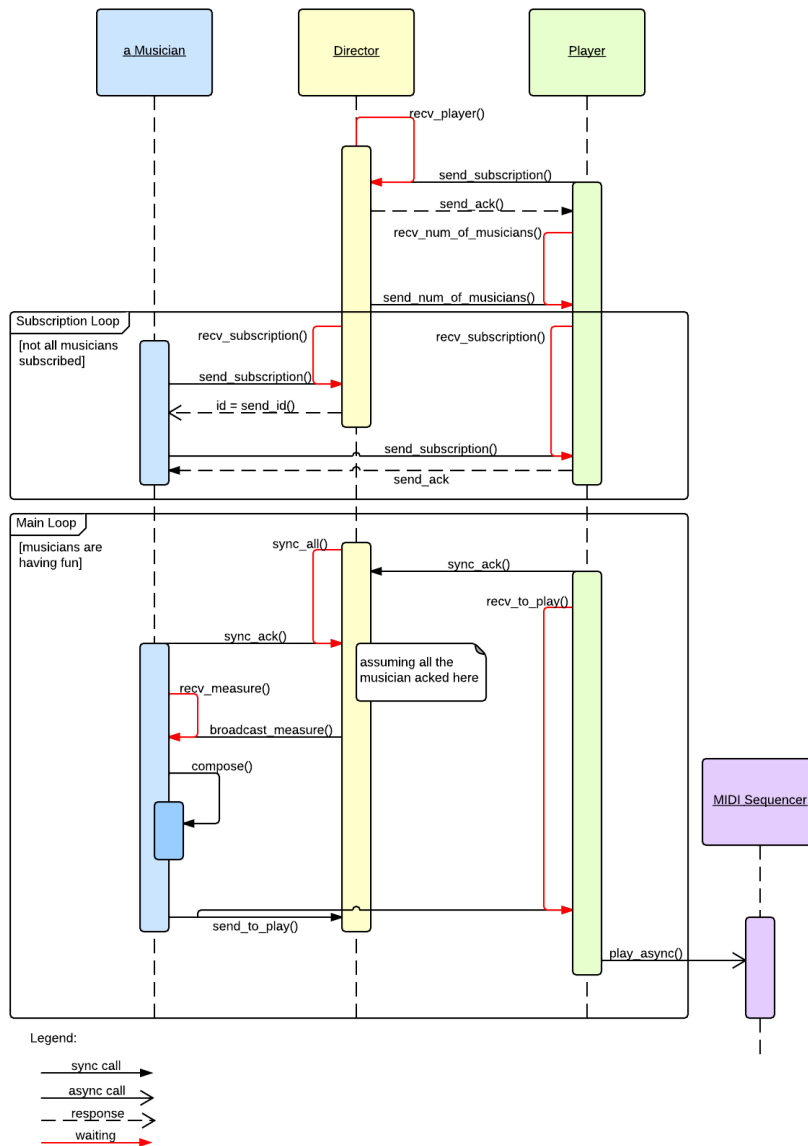 a Musician
Director
Player
recv_player()
send_subscription()
send_ack()
recv_num_of_musicians()
send_num_of_musicians()
Subscription Loop
[not all musicians
subscribed]
recv_subscription()
recv_subscription()
send_subscription()
id = send_id()
send_subscription()
send_ack
Main Loop
[musicians are
having fun]
sync_all()
sync_ack()
recv_to_play()
sync_ack()
assuming all the
musician acked here
recv_measure()
broadcast_measure()
compose()
MIDI Sequencer
send_to_play()
play_async()
Legend:
sync call
async call
response
waiting